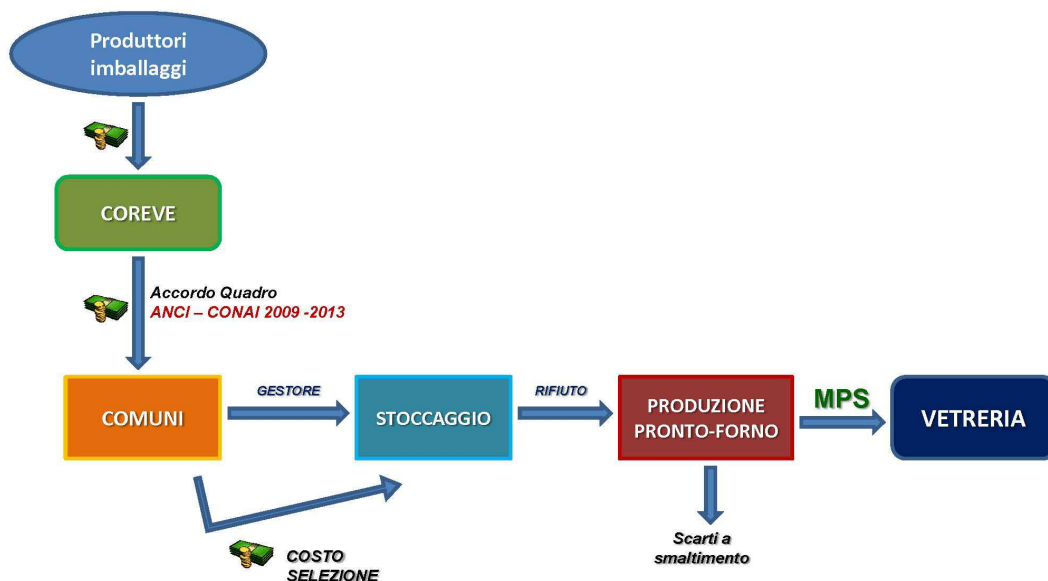 Produttori
imballaggi
COREVE
Accordo Quadro
ANCI – CONAI 2009 -2013
COMUNI
GESTORE
STOCCAGGIO
RIFIUTO
PRODUZIONE
PRONTO-FORNO
MPS
VETRERIA
COSTO
SELEZIONE
Scarti a
smaltimento